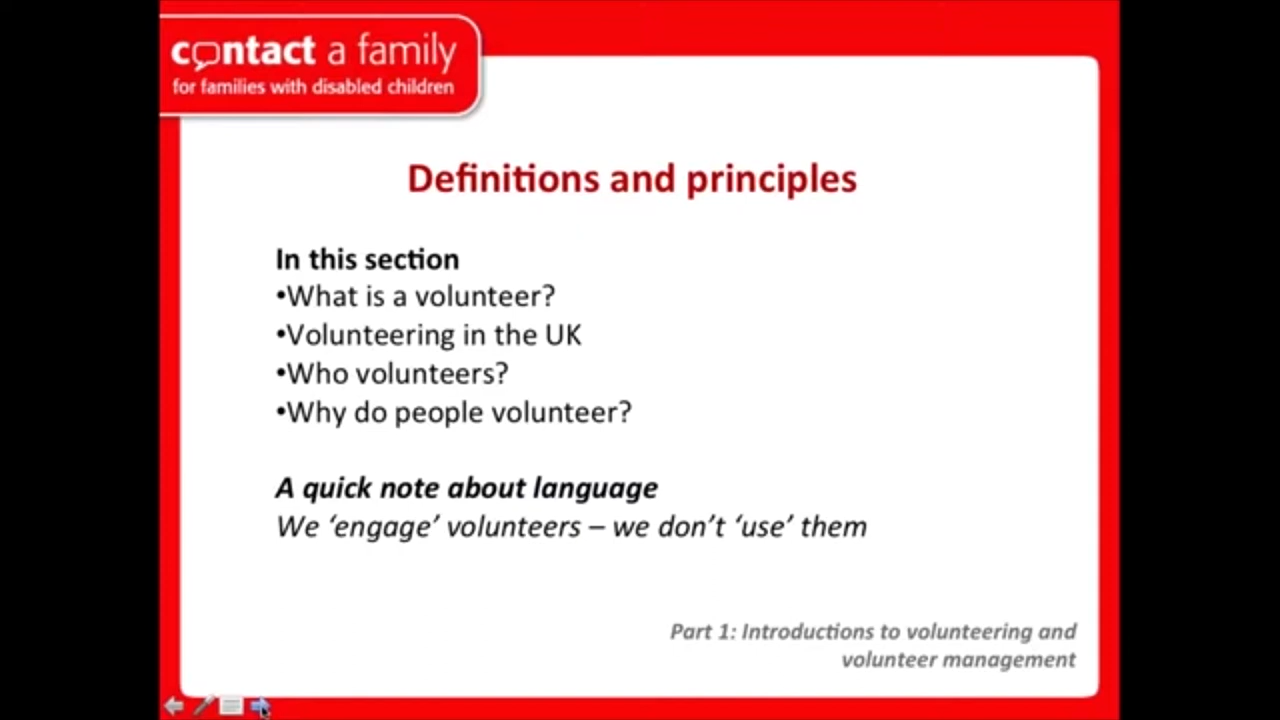 contact a family
for families with disabled children
Definitions and principles
In this section
•What is a volunteer?
•Volunteering in the UK
•Who volunteers?
•Why do people volunteer?
A quick note about language
We ‘engage’ volunteers – we don’t ‘use’ them
Part 1: Introductions to volunteering and
volunteer management